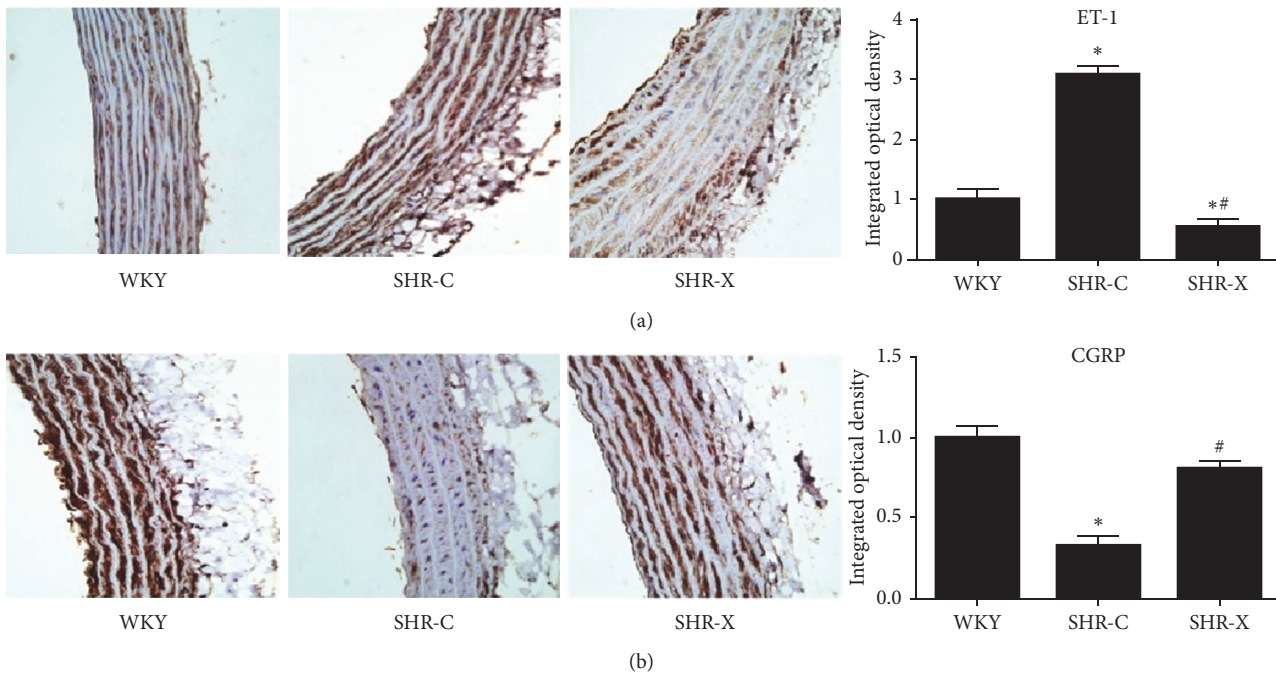 WKY
SHR-C
SHR-X
ET-1
Integrated optical density
4
3
2
1
0
*
*#
WKY
SHR-C
SHR-X
(a)
WKY
SHR-C
SHR-X
CGRP
Integrated optical density
1.5
1.0
0.5
0.0
*
#
WKY
SHR-C
SHR-X
(b)